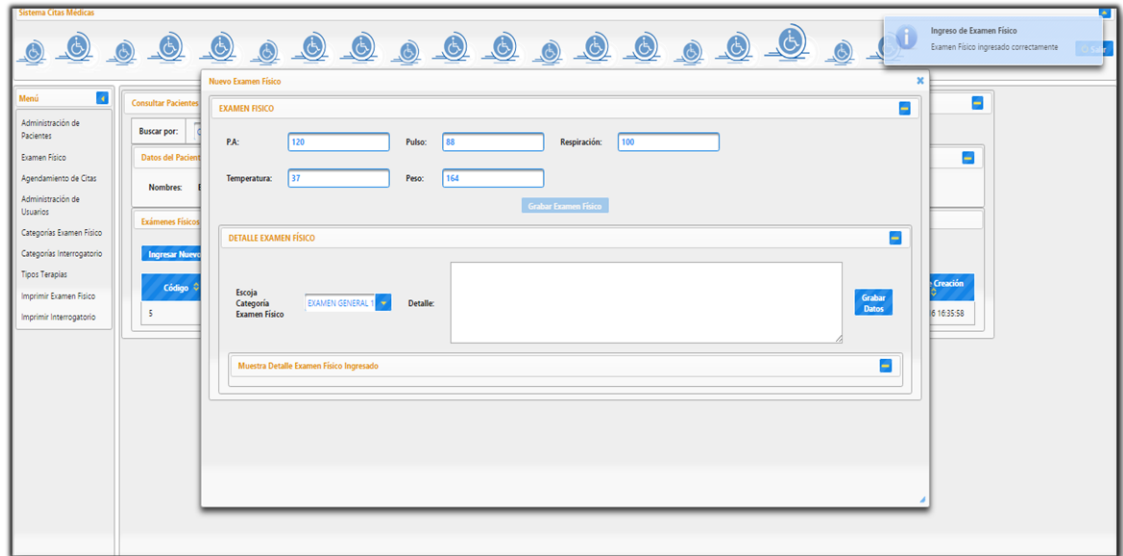 Sistema Citas Médicas
Ingreso de Examen Físico
Examen Físico ingresado correctamente
Salir
Menú
Administración de
Pacientes
Examen Físico
Agendamiento de Citas
Administración de
Usuarios
Categorías Examen Físico
Categorías Interrogatorio
Tipos Terapias
Imprimir Examen Físico
Imprimir Interrogatorio
Consultar Pacientes
Buscar por:
Datos del Pacient
Nombres:
Exámenes Físicos
Ingresar Nuevo
Código
5
Creación
16:35:58
Nuevo Examen Físico
EXAMEN FISICO
P.A: 120 Pulso: 88 Respiración: 100
Temperatura: 37 Peso: 164
Grabar Examen Físico
DETALLE EXAMEN FÍSICO
Escoja
Categoría
Examen Físico
EXAMEN GENERAL 1
Detalle:
Grabar
Datos
Muestra Detalle Examen Físico Ingresado